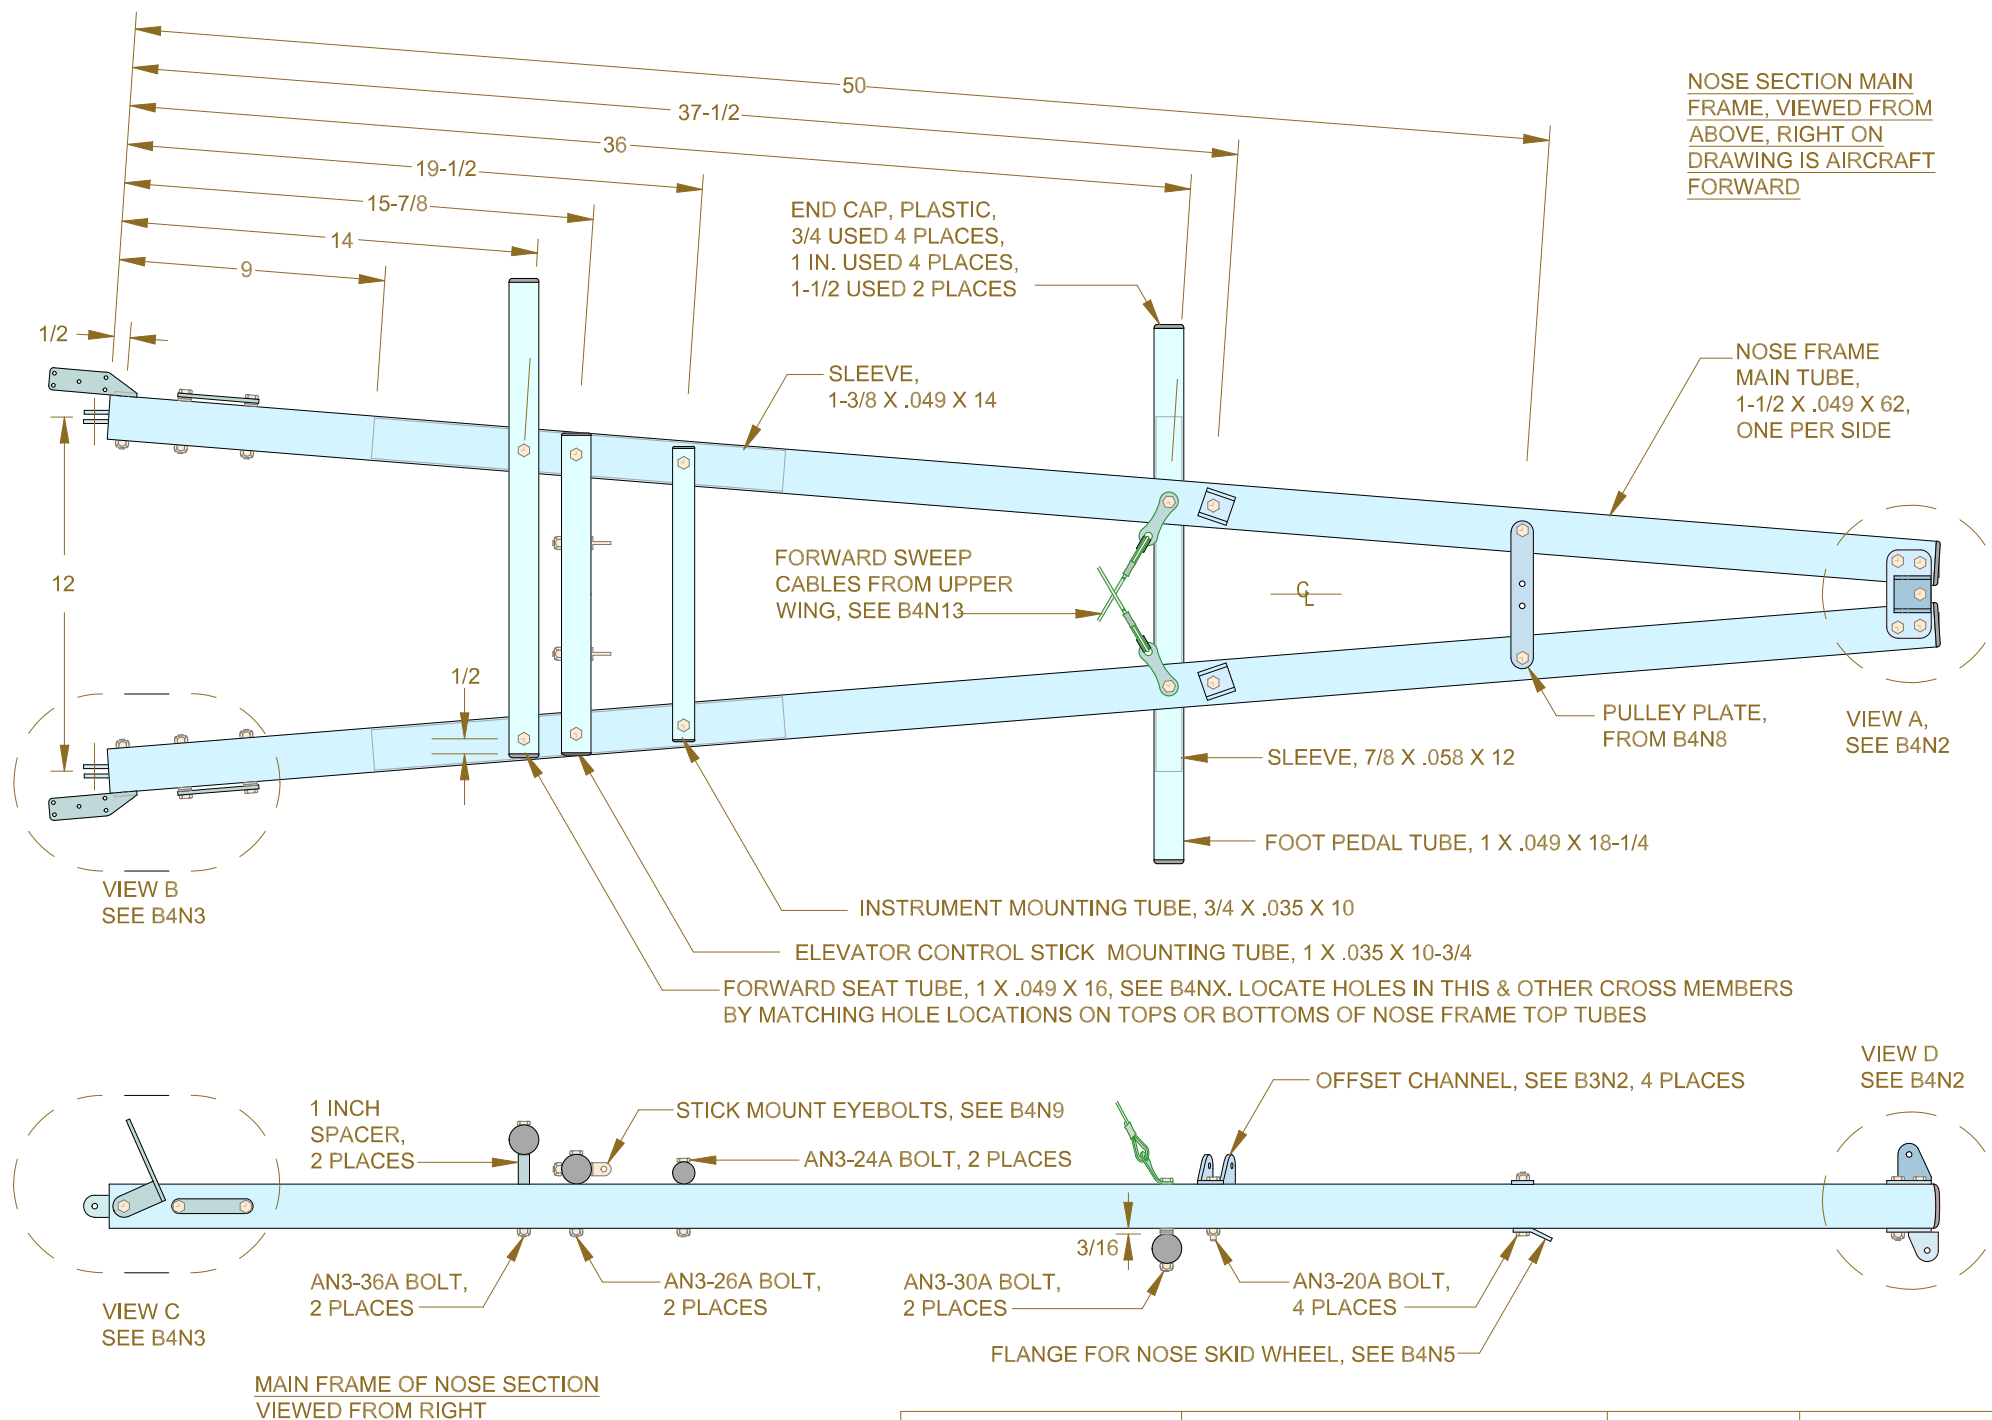 50
37-1/2
36
19-1/2
15-7/8
14
9
1/2
12
1/2
NOSE SECTION MAIN
FRAME, VIEWED FROM
ABOVE, RIGHT ON
DRAWING IS AIRCRAFT
FORWARD
END CAP, PLASTIC,
3/4 USED 4 PLACES,
1 IN. USED 4 PLACES,
1-1/2 USED 2 PLACES
SLEEVE,
1-3/8 X .049 X 14
NOSE FRAME
MAIN TUBE,
1-1/2 X .049 X 62,
ONE PER SIDE
FORWARD SWEEP
CABLES FROM UPPER
WING, SEE B4N13
CL
PULLEY PLATE,
FROM B4N8
VIEW A,
SEE B4N2
SLEEVE, 7/8 X .058 X 12
FOOT PEDAL TUBE, 1 X .049 X 18-1/4
VIEW B
SEE B4N3
INSTRUMENT MOUNTING TUBE, 3/4 X .035 X 10
ELEVATOR CONTROL STICK MOUNTING TUBE, 1 X .035 X 10-3/4
FORWARD SEAT TUBE, 1 X .049 X 16, SEE B4NX. LOCATE HOLES IN THIS & OTHER CROSS MEMBERS
BY MATCHING HOLE LOCATIONS ON TOPS OR BOTTOMS OF NOSE FRAME TOP TUBES
VIEW D
SEE B4N2
OFFSET CHANNEL, SEE B3N2, 4 PLACES
1 INCH
SPACER,
2 PLACES
STICK MOUNT EYEBOLTS, SEE B4N9
AN3-24A BOLT, 2 PLACES
3/16
AN3-36A BOLT,
2 PLACES
AN3-26A BOLT,
2 PLACES
AN3-30A BOLT,
2 PLACES
AN3-20A BOLT,
4 PLACES
VIEW C
SEE B4N3
FLANGE FOR NOSE SKID WHEEL, SEE B4N5
MAIN FRAME OF NOSE SECTION
VIEWED FROM RIGHT